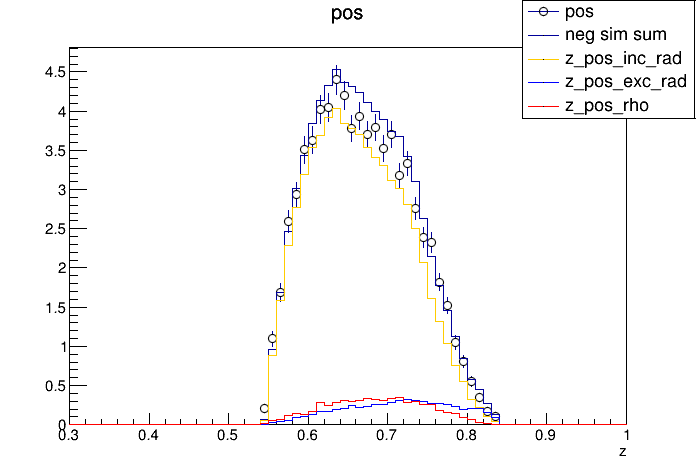 pos
pos
neg sim sum
z_pos_inc_rad
z_pos_exc_rad
z_pos_rho
4.5
4
3.5
3
2.5
2
1.5
1
0.5
0
0.3 0.4 0.5 0.6 0.7 0.8 0.9 1
z